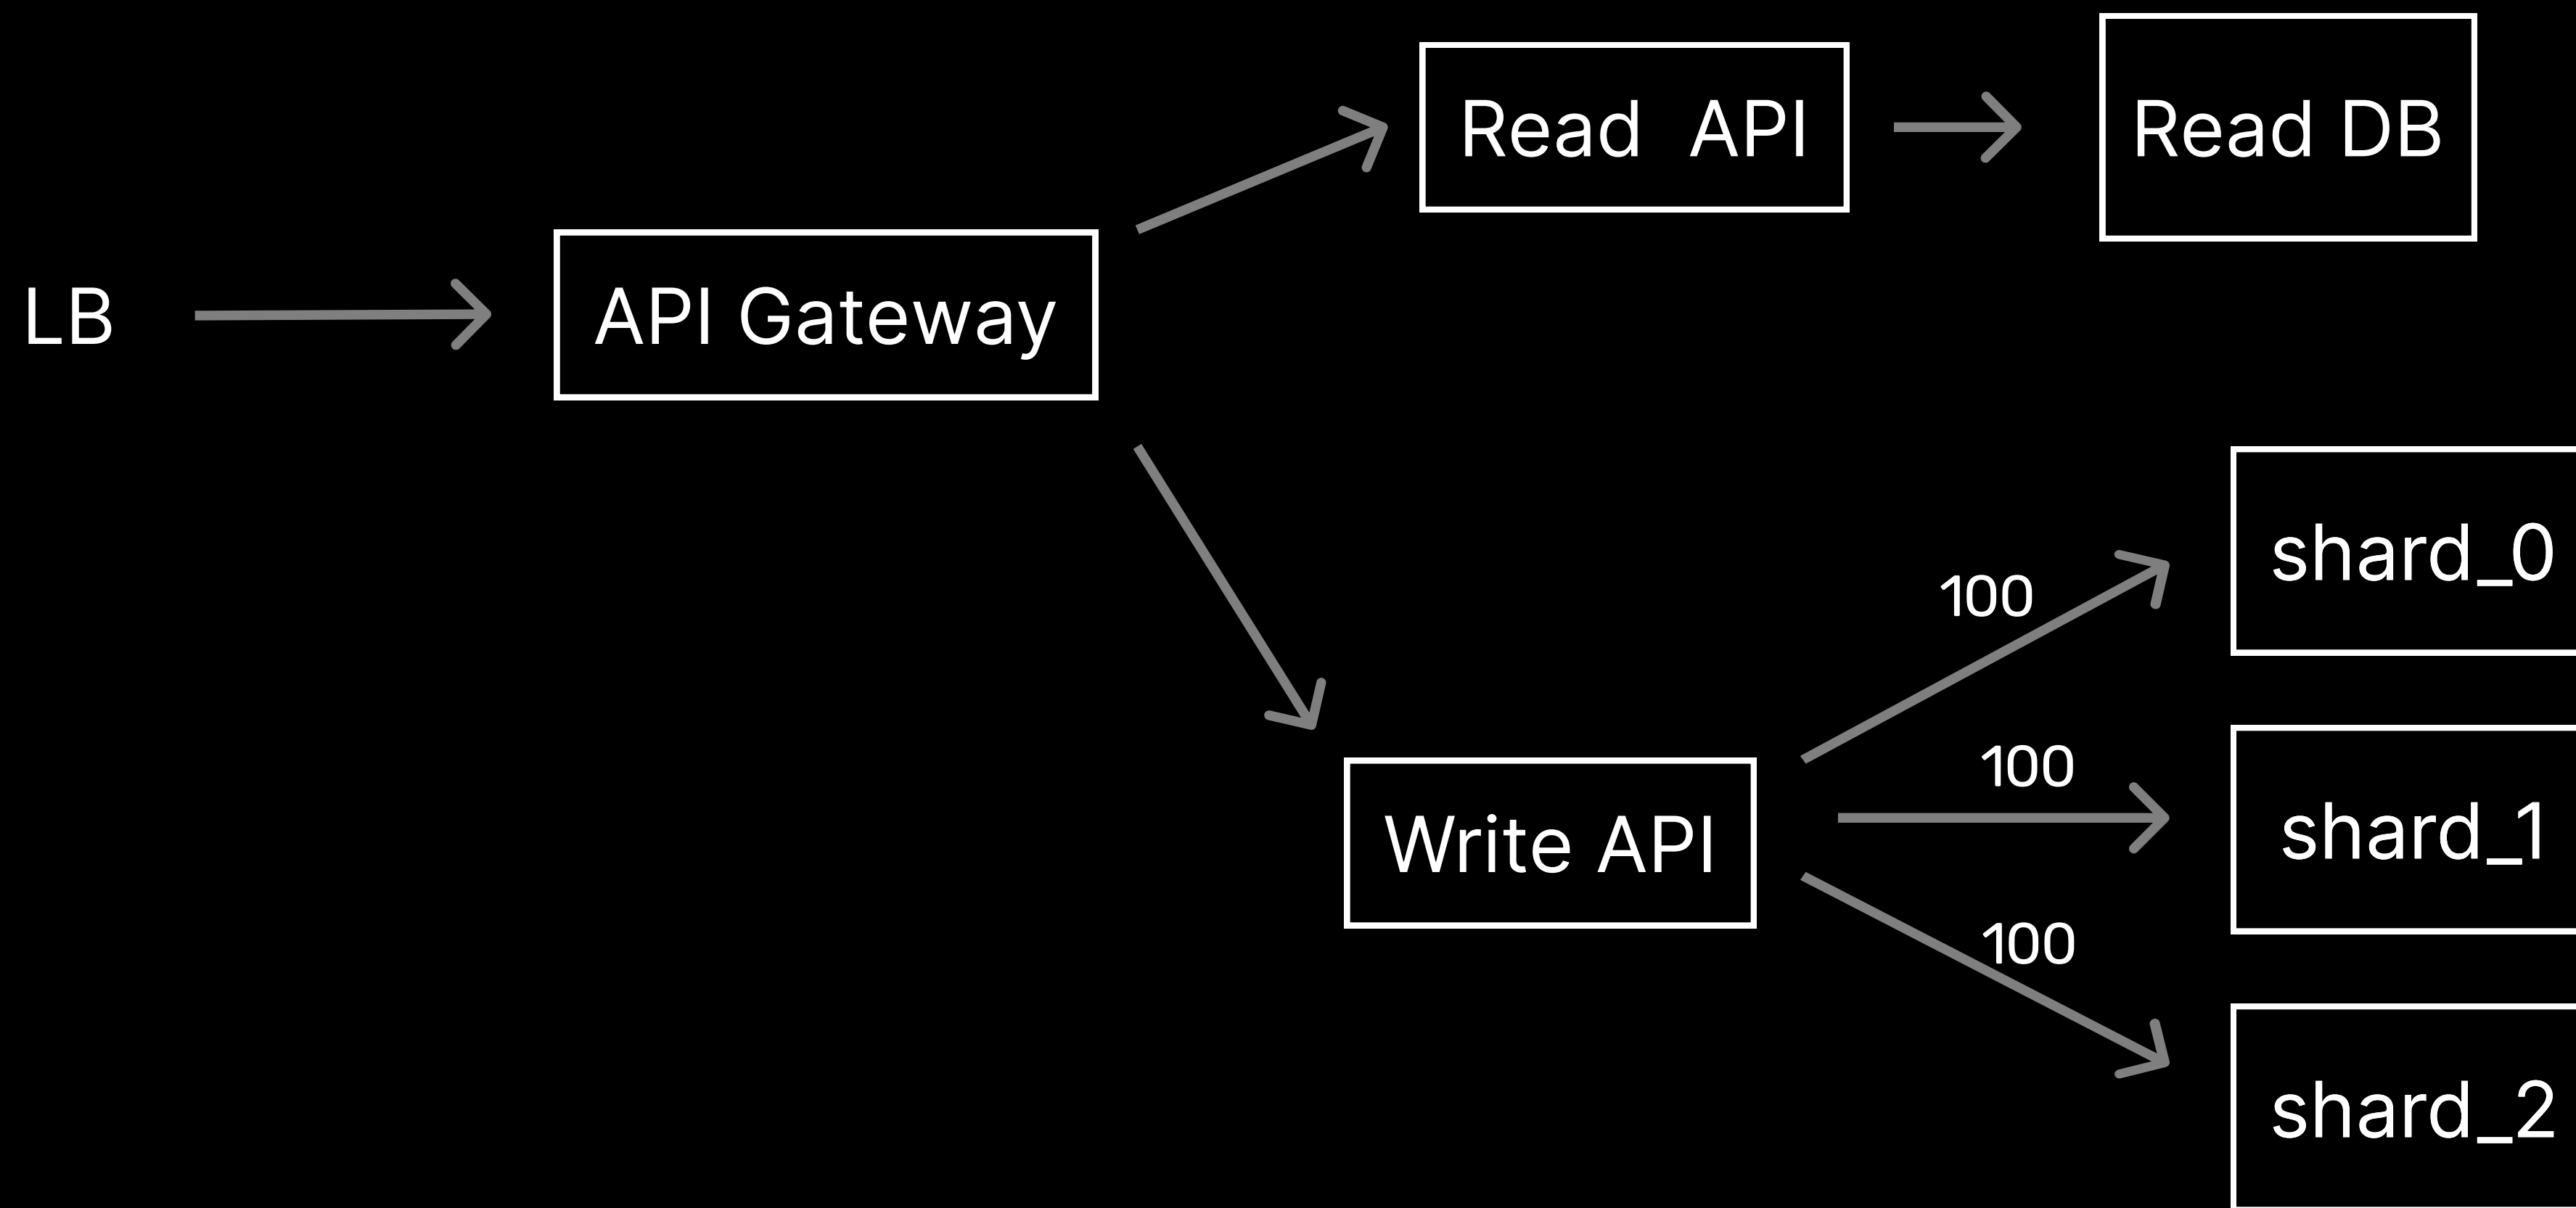 Read  API
Read DB
LB
API Gateway
shard_0
100
100
Write API
shard_1
100
shard_2